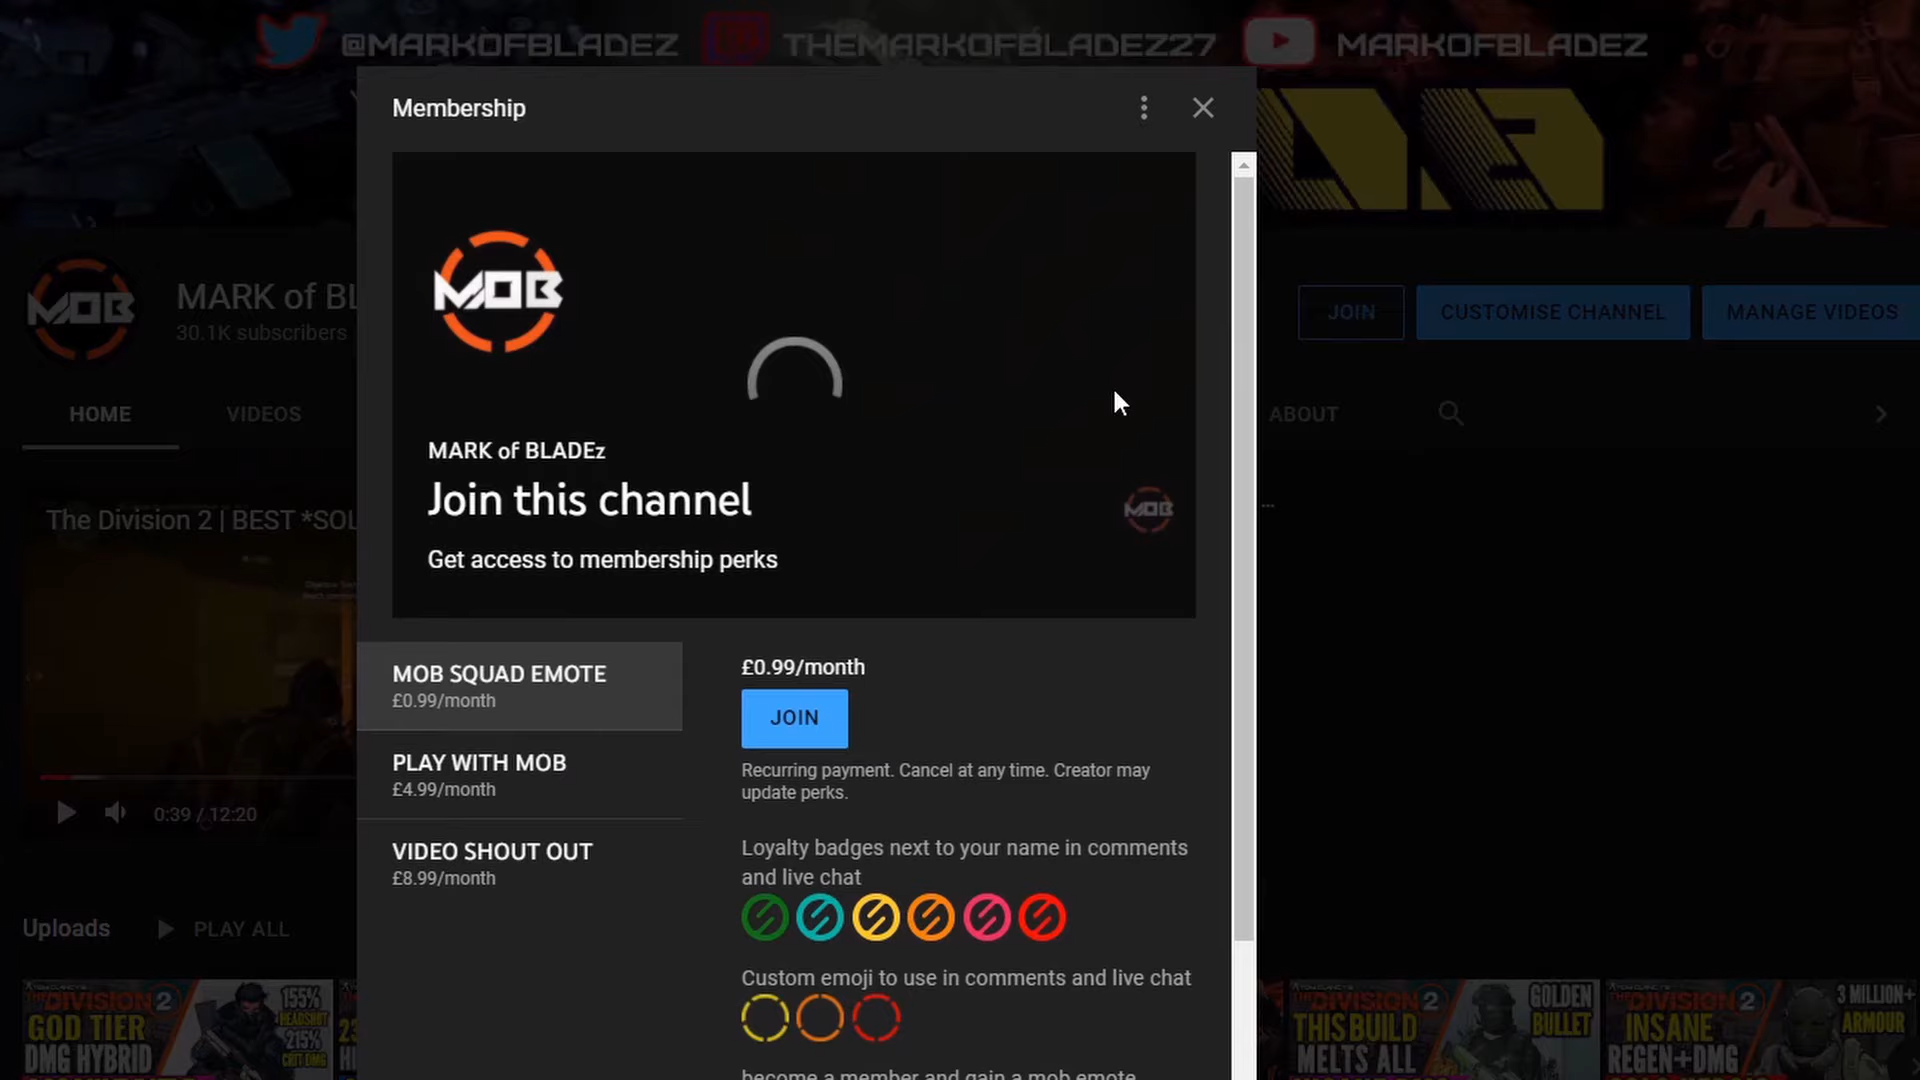 @MARKOFBLADEZ THEMARKOFBLADEZ27 MARKOFBLADEZ
Membership
MOB
MARK of BL
30.1K subscribers
MOB
JOIN
CUSTOMISE CHANNEL
MANAGE VIDEOS
HOME
VIDEOS
ABOUT
MARK of BLADEz
Join this channel
Get access to membership perks
MOB
The Division 2 | BEST *SOL
...
0:39 / 12:20
MOB SQUAD EMOTE
£0.99/month
PLAY WITH MOB
£4.99/month
VIDEO SHOUT OUT
£8.99/month
£0.99/month
JOIN
Recurring payment. Cancel at any time. Creator may
update perks.
Loyalty badges next to your name in comments
and live chat
Custom emoji to use in comments and live chat
become a member and gain a mob emote
Uploads
PLAY ALL
DIVISION 2
GOD TIER
DMG HYBRID
155%
HEADSHOT
215%
CRIT DMG
DIVISION 2
THIS BUILD
MELTS ALL
GOLDEN
BULLET
DIVISION 2
INSANE
REGEN+DMG
3 MILLION+
ARMOUR